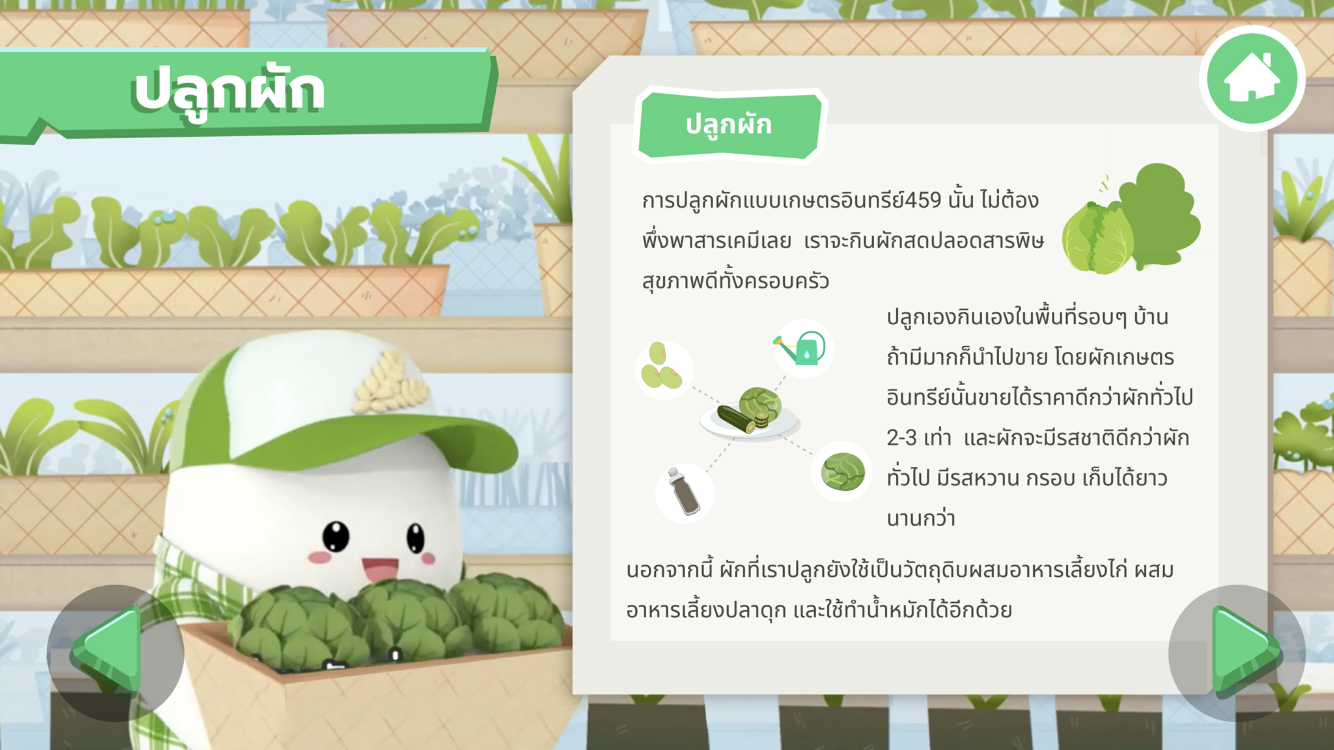 ปลูกผัก
ปลูกผัก
การปลูกผักแบบเกษตรอินทรีย์459 นั้น ไม่ต้อง
พึ่งพาสารเคมีเลย เราจะกินผักสดปลอดสารพิษ
สุขภาพดีทั้งครอบครัว
ปลูกเองกินเองในพื้นที่รอบๆ บ้าน
ถ้ามีมากก็นำไปขาย โดยผักเกษตร
อินทรีย์นั้นขายได้ราคาดีกว่าผักทั่วไป
2-3 เท่า และผักจะมีรสชาติดีกว่าผัก
ทั่วไป มีรสหวาน กรอบ เก็บได้ยาว
นานกว่า
นอกจากนี้ ผักที่เราปลูกยังใช้เป็นวัตถุดิบผสมอาหารเลี้ยงไก่ ผสม
อาหารเลี้ยงปลาดุก และใช้ทำน้ำหมักได้อีกด้วย